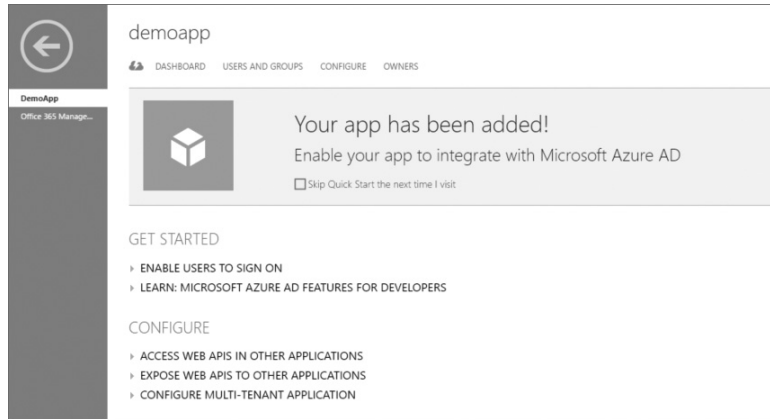 demoapp
DASHBOARD USERS AND GROUPS CONFIGURE OWNERS
DemoApp
Office 365 Manage...
Your app has been added!
Enable your app to integrate with Microsoft Azure AD
Skip Quick Start the next time I visit
GET STARTED
ENABLE USERS TO SIGN ON
LEARN: MICROSOFT AZURE AD FEATURES FOR DEVELOPERS
CONFIGURE
ACCESS WEB APIS IN OTHER APPLICATIONS
EXPOSE WEB APIS TO OTHER APPLICATIONS
CONFIGURE MULTI-TENANT APPLICATION